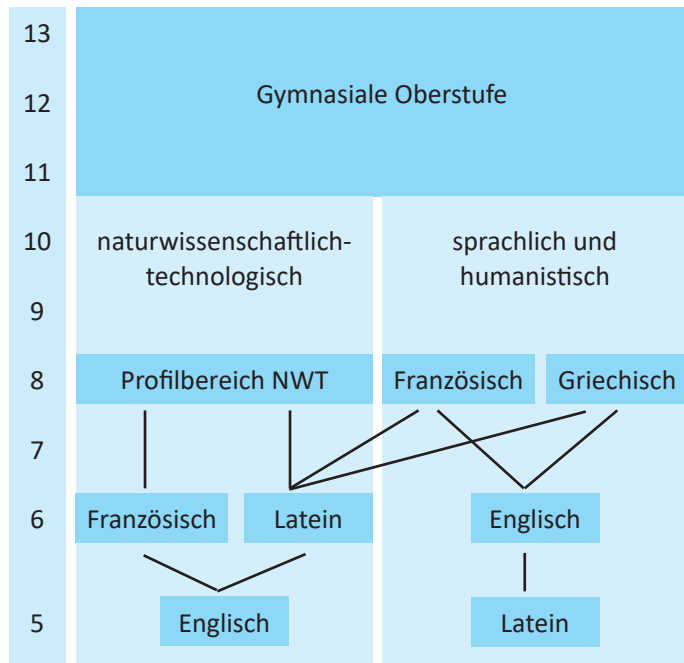 13
12
Gymnasiale Oberstufe
11
10
naturwissenschaftlich-
technologisch
sprachlich und
humanistisch
9
8
Profilbereich NWT
Französisch
Griechisch
7
6
Französisch
Latein
Englisch
5
Englisch
Latein